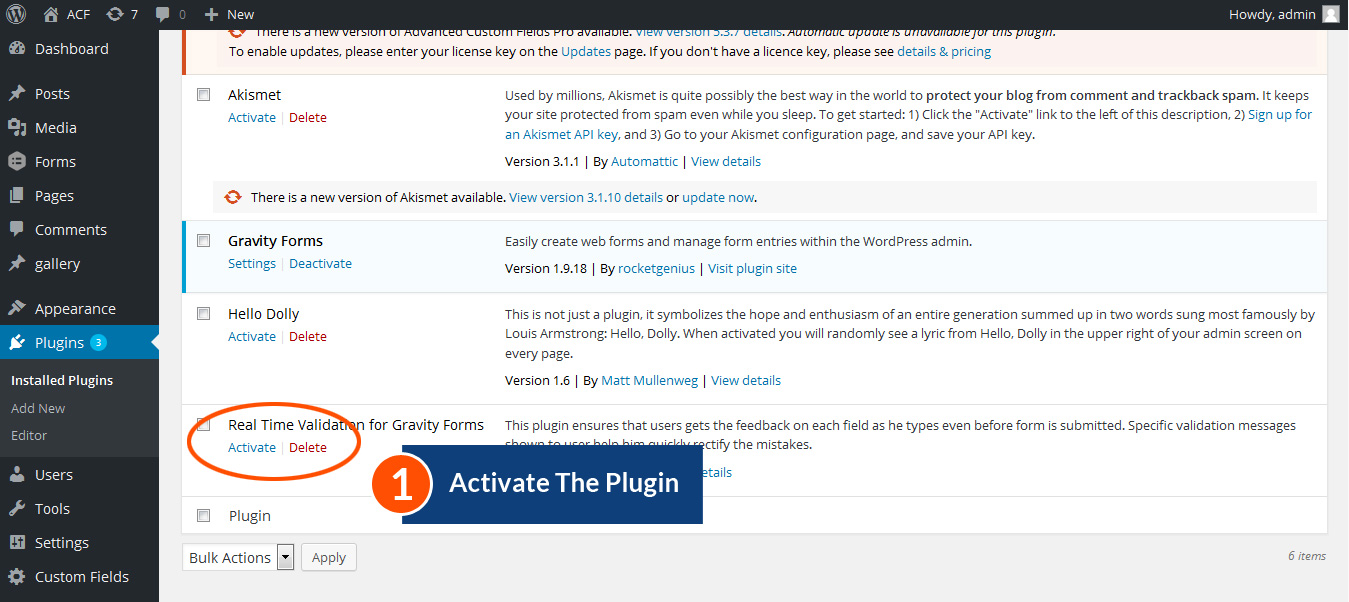 ACF 7 0 New Howdy, admin
Dashboard
Posts
Media
Forms
Pages
Comments
gallery
Appearance
Plugins 3
Installed Plugins
Add New
Editor
Users
Tools
Settings
Custom Fields
There is a new version of Advanced Custom Fields Pro available. View version 5.3.7 details. Automatic update is unavailable for this plugin.
To enable updates, please enter your license key on the Updates page. If you don't have a licence key, please see details & pricing
Akismet
Activate | Delete
Used by millions, Akismet is quite possibly the best way in the world to protect your blog from comment and trackback spam. It keeps
your site protected from spam even while you sleep. To get started: 1) Click the "Activate" link to the left of this description, 2) Sign up for
an Akismet API key, and 3) Go to your Akismet configuration page, and save your API key.
Version 3.1.1 | By Automattic | View details
There is a new version of Akismet available. View version 3.1.10 details or update now.
Gravity Forms
Settings | Deactivate
Easily create web forms and manage form entries within the WordPress admin.
Version 1.9.18 | By rocketgenius | Visit plugin site
Hello Dolly
Activate | Delete
This is not just a plugin, it symbolizes the hope and enthusiasm of an entire generation summed up in two words sung most famously by
Louis Armstrong: Hello, Dolly. When activated you will randomly see a lyric from Hello, Dolly in the upper right of your admin screen on
every page.
Version 1.6 | By Matt Mullenweg | View details
Real Time Validation for Gravity Forms
Activate | Delete
This plugin ensures that users gets the feedback on each field as he types even before form is submitted. Specific validation messages
shown to user help him quickly rectify the mistakes.
etails
1 Activate The Plugin
Plugin
Bulk Actions Apply
6 items